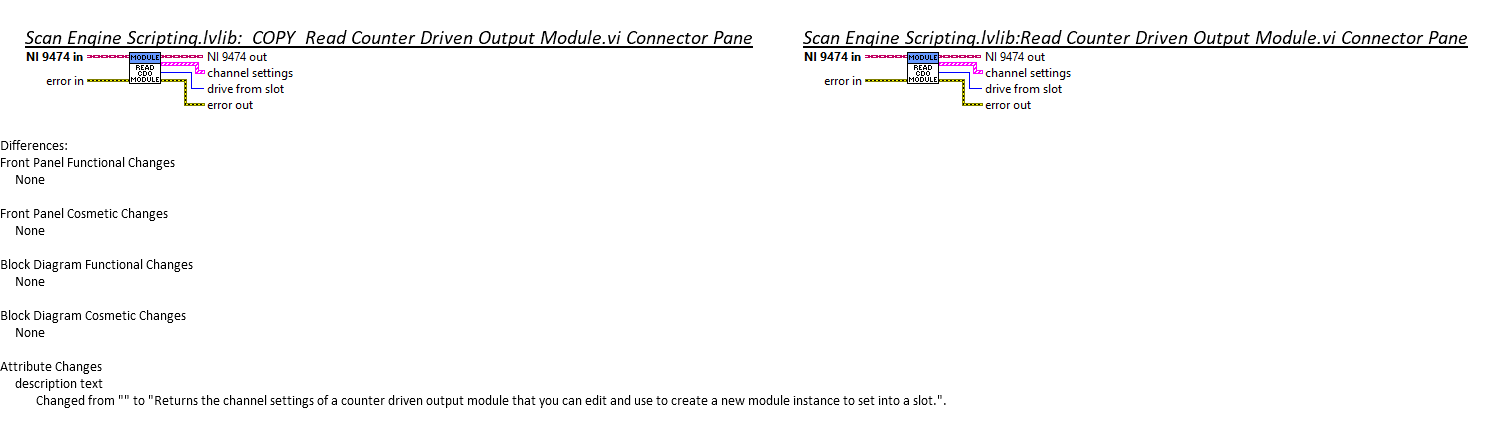 Scan Engine Scripting.lvlib:  COPY  Read Counter Driven Output Module.vi Connector Pane
NI 9474 in
MODULE
READ
CDO
MODULE
NI 9474 out
channel settings
error in
drive from slot
error out
Scan Engine Scripting.lvlib:Read Counter Driven Output Module.vi Connector Pane
NI 9474 in
MODULE
READ
CDO
MODULE
NI 9474 out
channel settings
error in
drive from slot
error out
Differences:
Front Panel Functional Changes
None
Front Panel Cosmetic Changes
None
Block Diagram Functional Changes
None
Block Diagram Cosmetic Changes
None
Attribute Changes
description text
Changed from "" to "Returns the channel settings of a counter driven output module that you can edit and use to create a new module instance to set into a slot.".